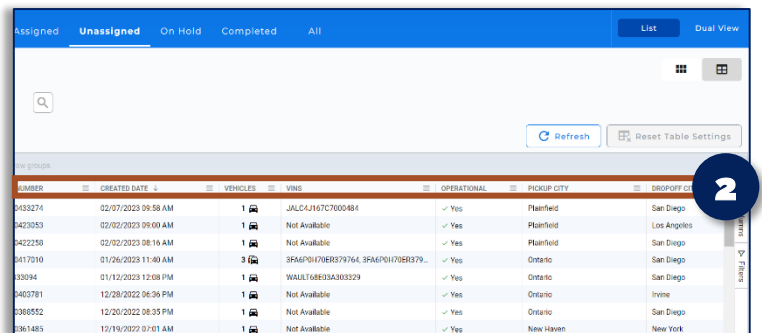 Assigned Unassigned On Hold Completed All List Dual View
Refresh Reset Table Settings
row groups
NUMBER CREATED DATE VEHICLES VINS OPERATIONAL PICKUP CITY DROPOFF CIT
2
0433274 02/07/2023 09:58 AM 1 JALC4J167C7000484 Yes Plainfield San Diego
0423053 02/02/2023 09:00 AM 1 Not Available Yes Plainfield Los Angeles
0422258 02/02/2023 08:16 AM 1 Not Available Yes Plainfield San Diego
0417010 01/26/2023 11:40 AM 3 3FA6P0H70ER379764, 3FA6P0H70ER379... Yes Ontario San Diego
333094 01/12/2023 12:08 PM 1 WAULT68E03A303329 Yes Ontario San Diego
0403781 12/28/2022 06:36 PM 1 Not Available Yes Ontario Irvine
0388552 12/20/2022 08:35 PM 1 Not Available Yes Ontario San Diego
0361485 12/19/2022 07:01 AM 1 Not Available Yes New Haven New York
Filters